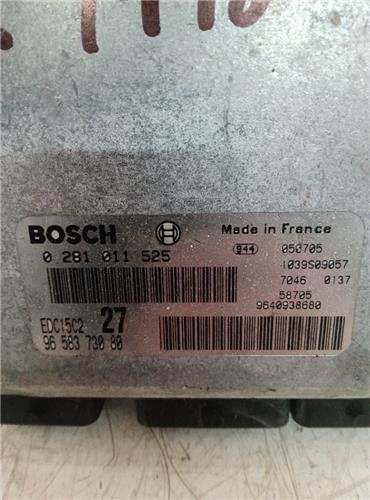 BOSCH
Made in France
0 281 011 525
944 050705
1039S09057
7046 0137
58705
9640938680
EDC15C2 27
96 583 730 80